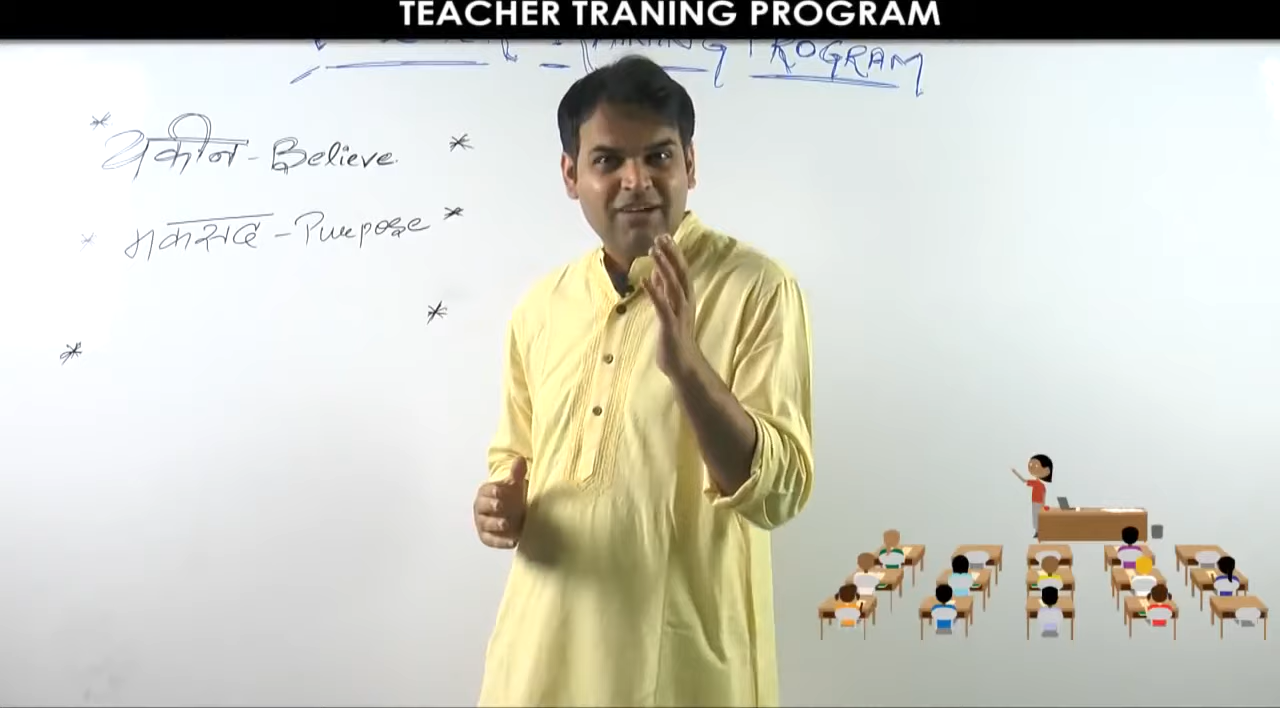 TEACHER TRANING PROGRAM
PROGRAM
* यकीन - Believe *
* मकसद - Purpose *
*
*